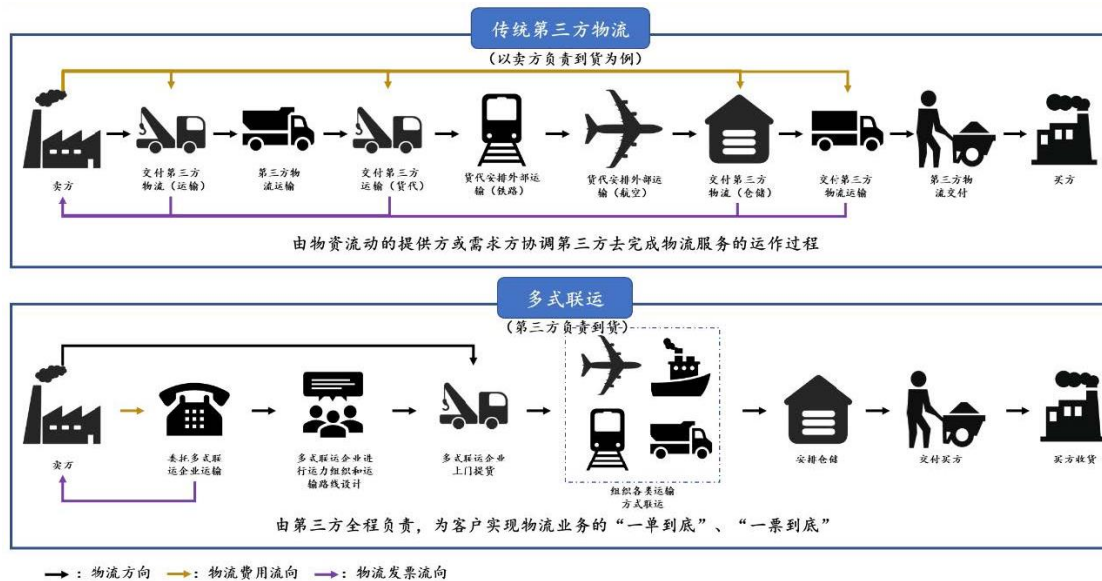 传统第三方物流
（以卖方负责到货为例）
卖方
交付第三方
物流（运输）
第三方物
流运输
交付第三方
运输（货代）
货代安排外部运
输（铁路）
货代安排外部运
输（航空）
交付第三方
物流（仓储）
交付第三方
物流运输
第三方物
流交付
买方
由物资流动的提供方或需求方协调第三方去完成物流服务的运作过程
多式联运
（第三方负责到货）
卖方
委托多式联
运企业运输
多式联运企业进
行运力组织和运
输路线设计
多式联运企业
上门提货
组织各类运输
方式联运
安排仓储
交付买方
买方收货
由第三方全程负责，为客户实现物流业务的“一单到底”、“一票到底”
：物流方向 ：物流费用流向 ：物流发票流向